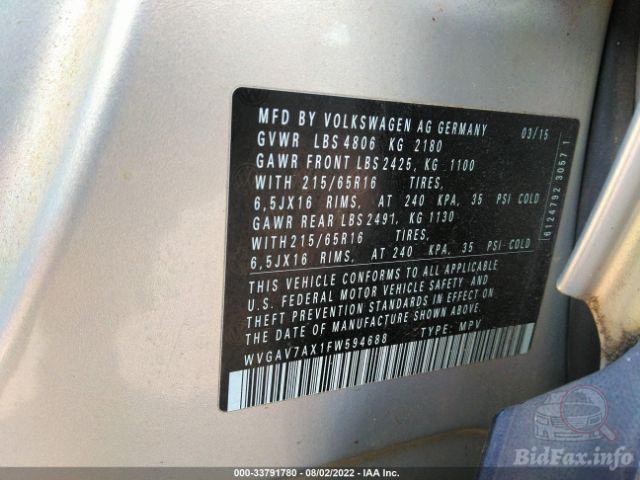 MFD BY VOLKSWAGEN AG GERMANY 03/15
GVWR LBS 4806 KG 2180
GAWR FRONT LBS 2425, KG 1100
WITH 215/65R16 TIRES,
6,5JX16 RIMS, AT 240 KPA, 35 PSI COLD
GAWR REAR LBS 2491, KG 1130
WITH 215/65R16 TIRES,
6,5JX16 RIMS, AT 240 KPA, 35 PSI COLD
THIS VEHICLE CONFORMS TO ALL APPLICABLE
U.S. FEDERAL MOTOR VEHICLE SAFETY AND
THEFT PREVENTION STANDARDS IN EFFECT ON
THE DATE OF MANUFACTURE SHOWN ABOVE.
WVGAV7AX1FW594688 TYPE: MPV
6124792 3057 1
BidFax.info
000-33791780 - 08/02/2022 - IAA Inc.